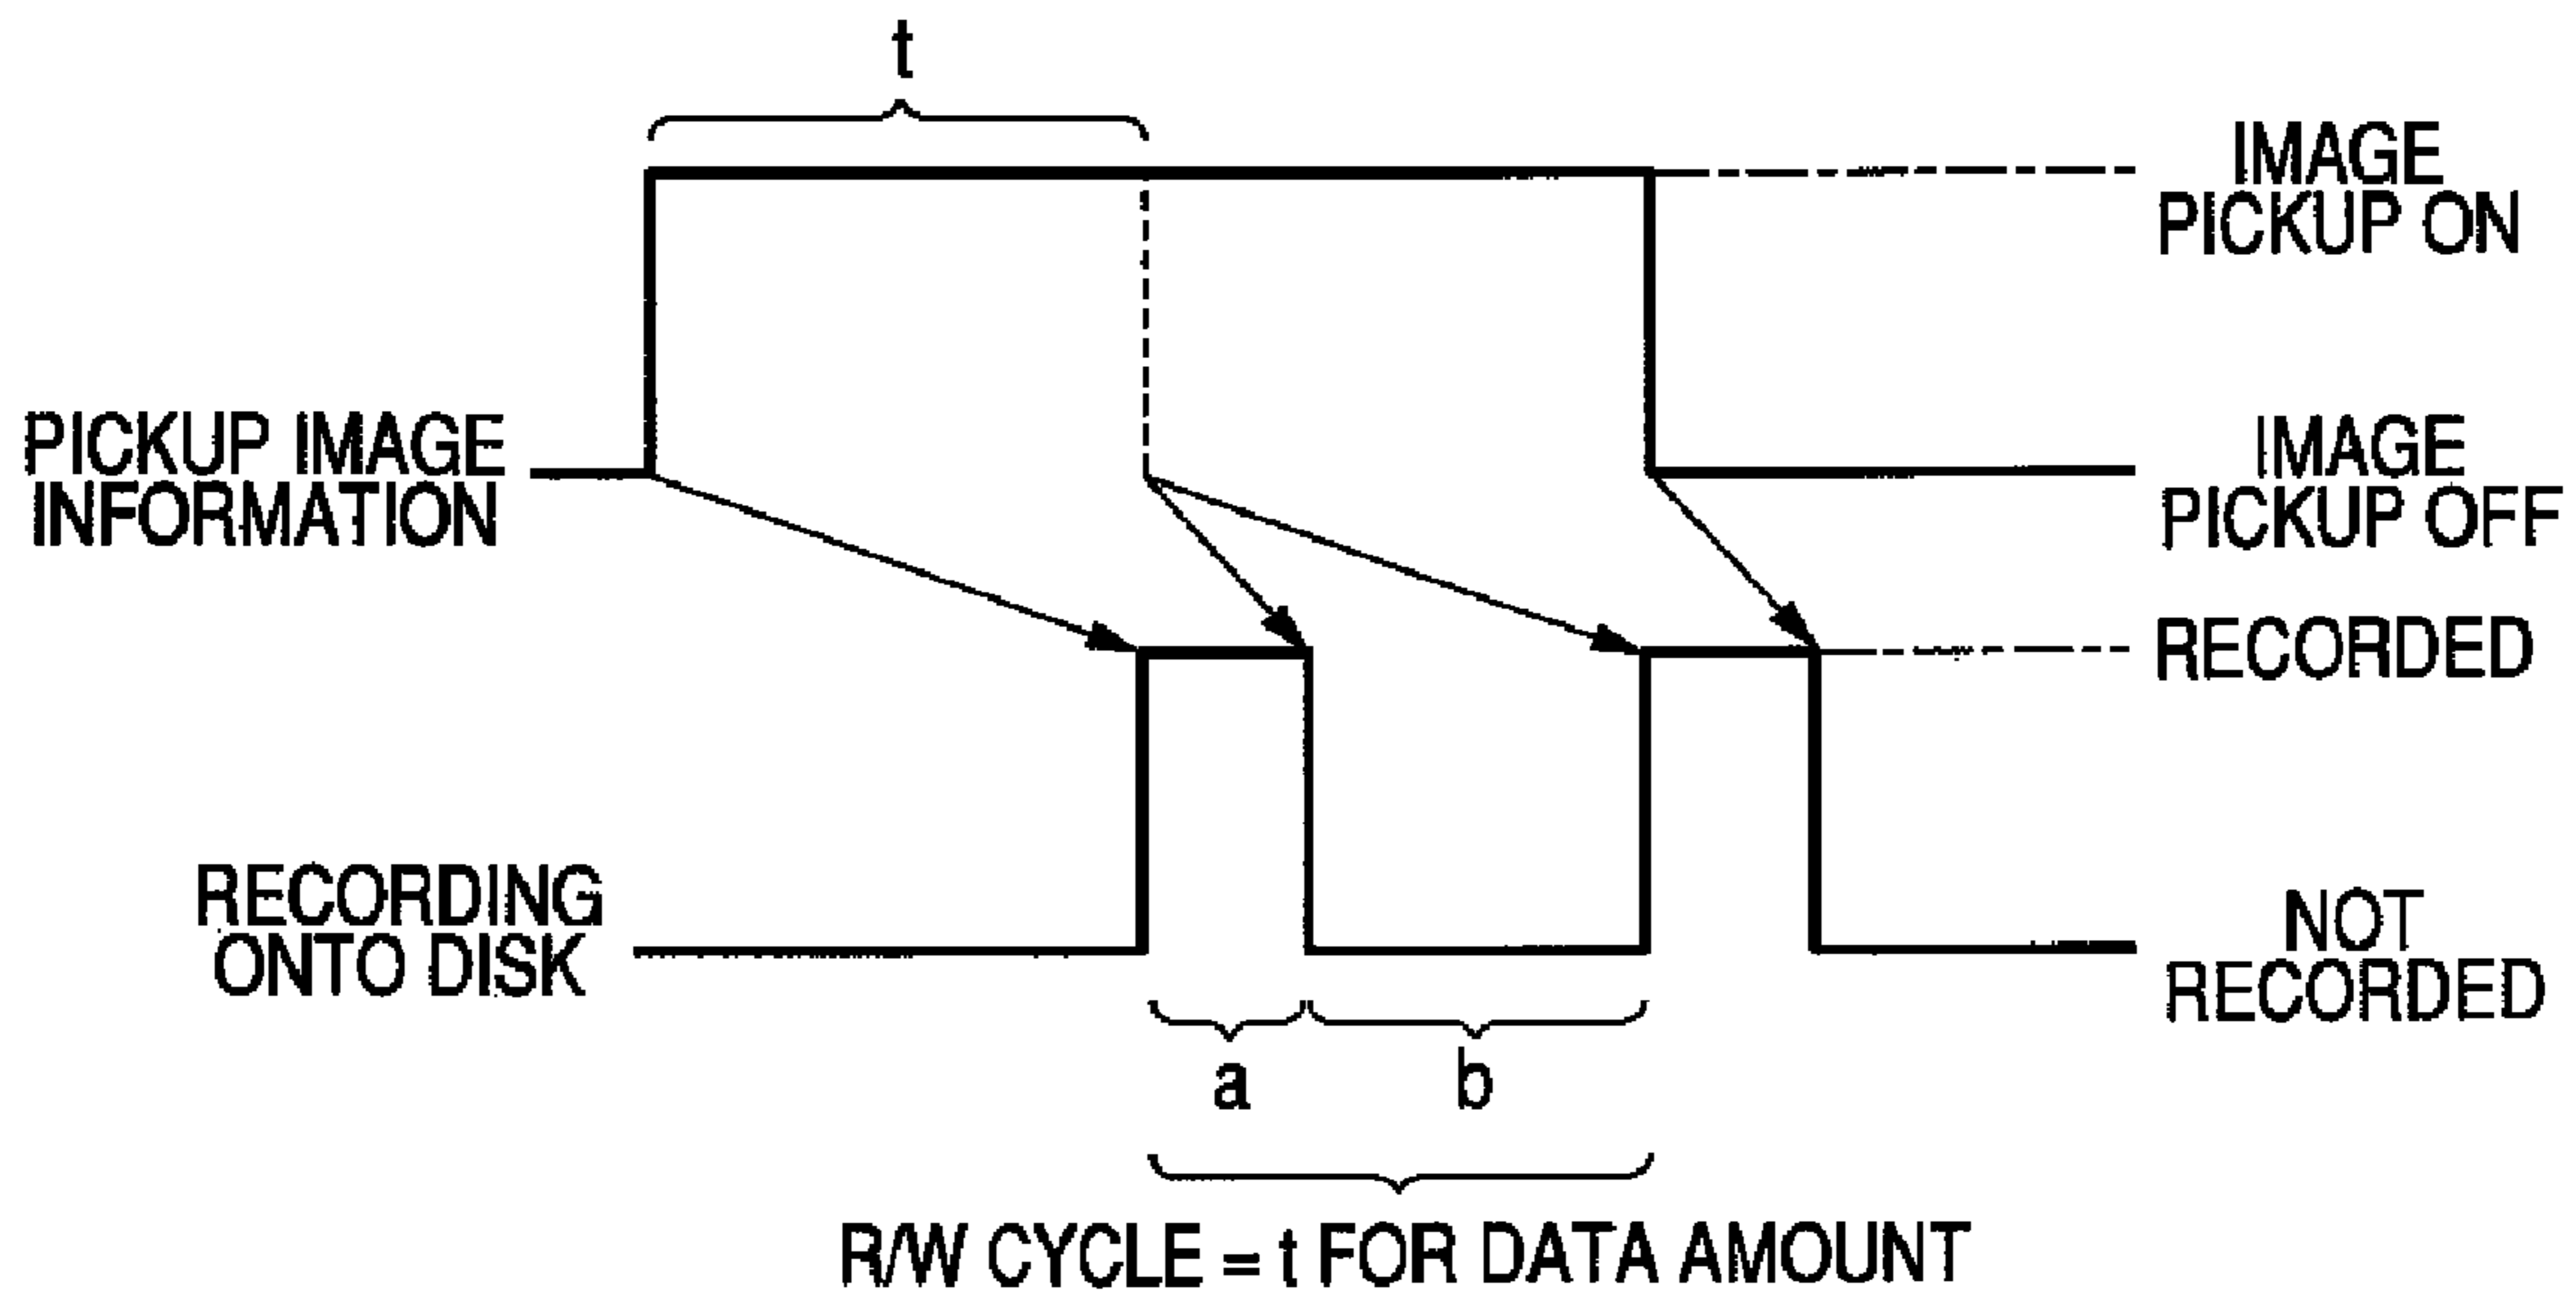 t
IMAGE
PICKUP ON
PICKUP IMAGE
INFORMATION
IMAGE
PICKUP OFF
RECORDED
RECORDING
ONTO DISK
NOT
RECORDED
a
b
R/W CYCLE = t FOR DATA AMOUNT